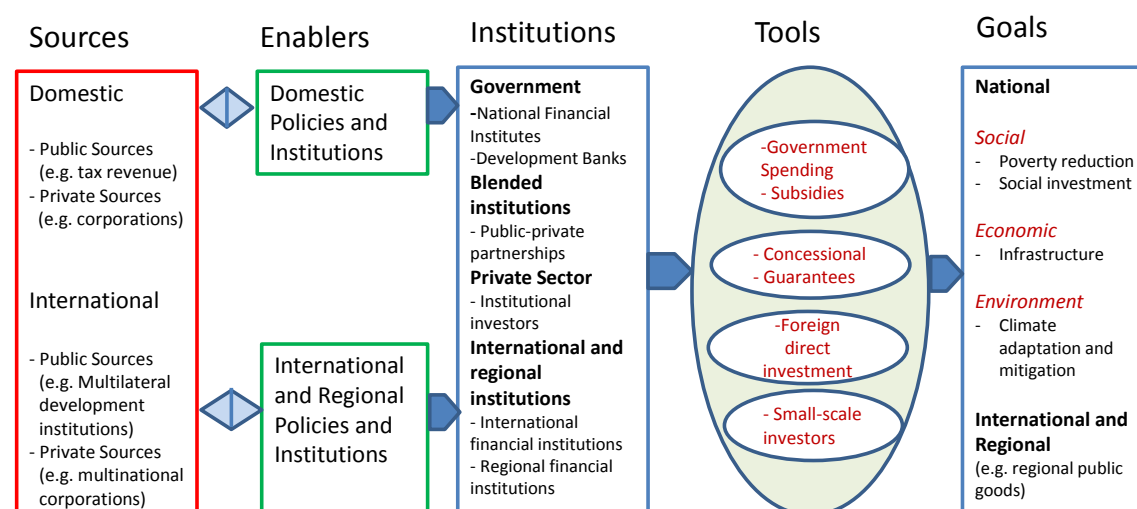 Sources
Enablers
Institutions
Tools
Goals
Domestic
- Public Sources
(e.g. tax revenue)
- Private Sources
(e.g. corporations)
International
- Public Sources
(e.g. Multilateral
development
institutions)
- Private Sources
(e.g. multinational
corporations)
Domestic
Policies and
Institutions
International
and Regional
Policies and
Institutions
Government
-National Financial
Institutes
-Development Banks
Blended
institutions
- Public-private
partnerships
Private Sector
- Institutional
investors
International and
regional
institutions
- International
financial institutions
- Regional financial
institutions
-Government
Spending
- Subsidies
- Concessional
- Guarantees
-Foreign
direct
investment
- Small-scale
investors
National
Social
- Poverty reduction
- Social investment
Economic
- Infrastructure
Environment
- Climate
adaptation and
mitigation
International and
Regional
(e.g. regional public
goods)